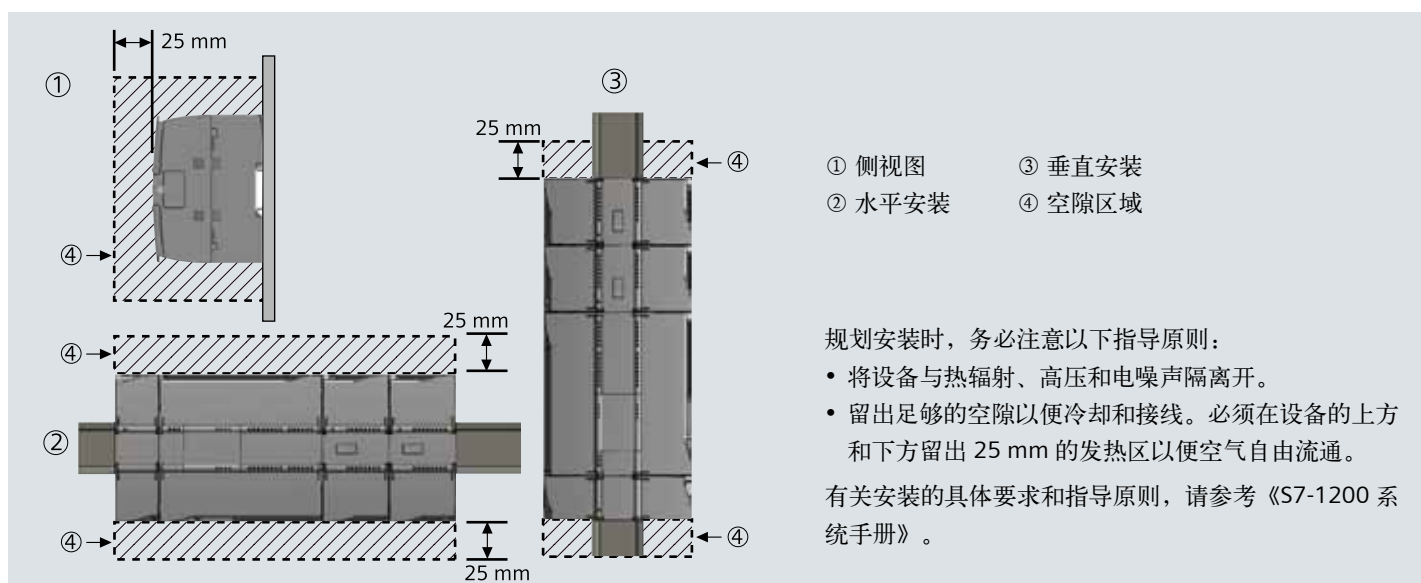 25 mm
①
③
25 mm
④
① 侧视图 ③ 垂直安装
② 水平安装 ④ 空隙区域
④
25 mm
④
规划安装时，务必注意以下指导原则：
• 将设备与热辐射、高压和电噪声隔离开。
• 留出足够的空隙以便冷却和接线。必须在设备的上方
和下方留出 25 mm 的发热区以便空气自由流通。
②
有关安装的具体要求和指导原则，请参考《S7-1200 系
统手册》。
④
④
25 mm